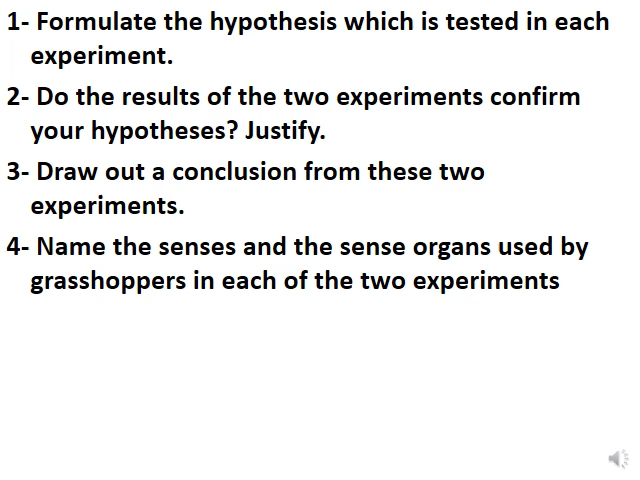 1- Formulate the hypothesis which is tested in each
experiment.
2- Do the results of the two experiments confirm
your hypotheses? Justify.
3- Draw out a conclusion from these two
experiments.
4- Name the senses and the sense organs used by
grasshoppers in each of the two experiments